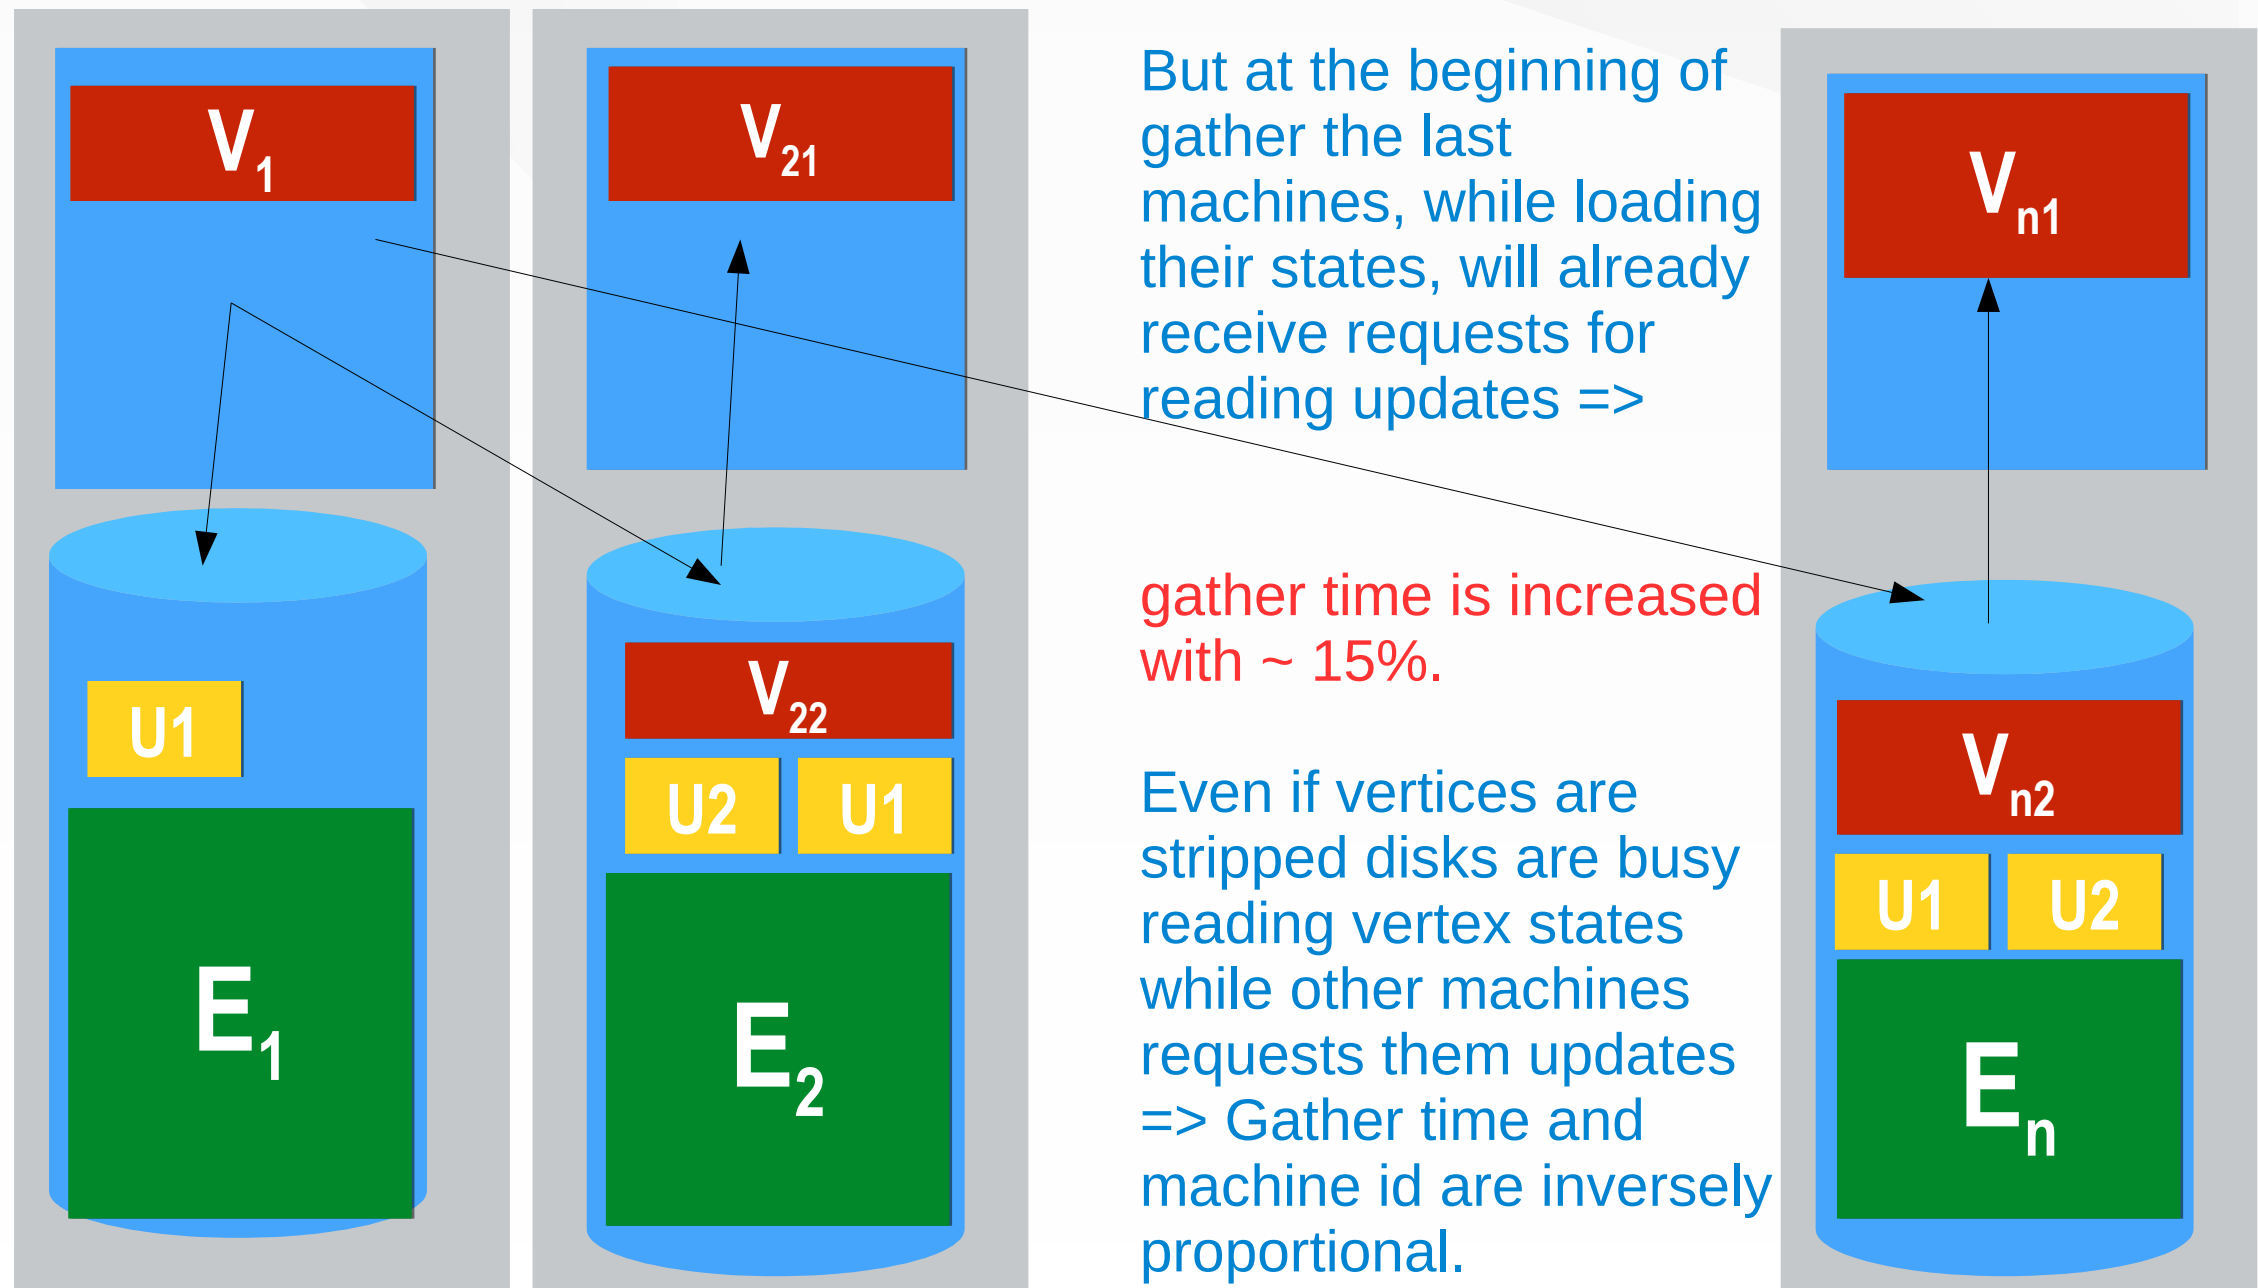 V1
U1
E1
V21
V22
U2 U1
E2
But at the beginning of
gather the last
machines, while loading
their states, will already
receive requests for
reading updates =>
gather time is increased
with ~ 15%.
Even if vertices are
stripped disks are busy
reading vertex states
while other machines
requests them updates
=> Gather time and
machine id are inversely
proportional.
Vn1
Vn2
U1 U2
En